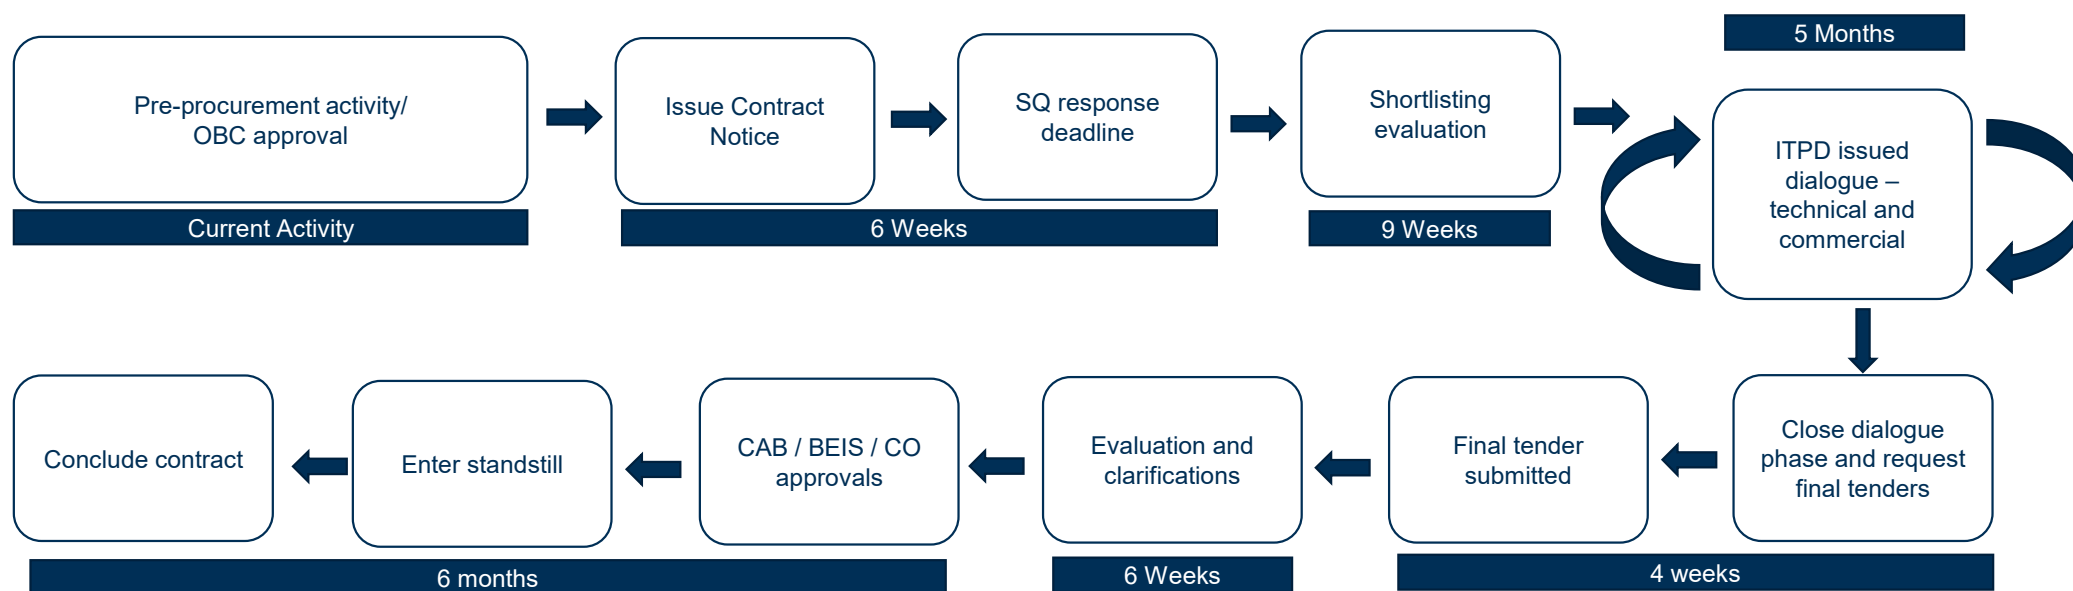 5 Months
Pre-procurement activity/
OBC approval
Issue Contract
Notice
SQ response
deadline
Shortlisting
evaluation
ITPD issued
dialogue –
technical and
commercial
Current Activity
6 Weeks
9 Weeks
Conclude contract
Enter standstill
CAB / BEIS / CO
approvals
Evaluation and
clarifications
Final tender
submitted
Close dialogue
phase and request
final tenders
6 months
6 Weeks
4 weeks